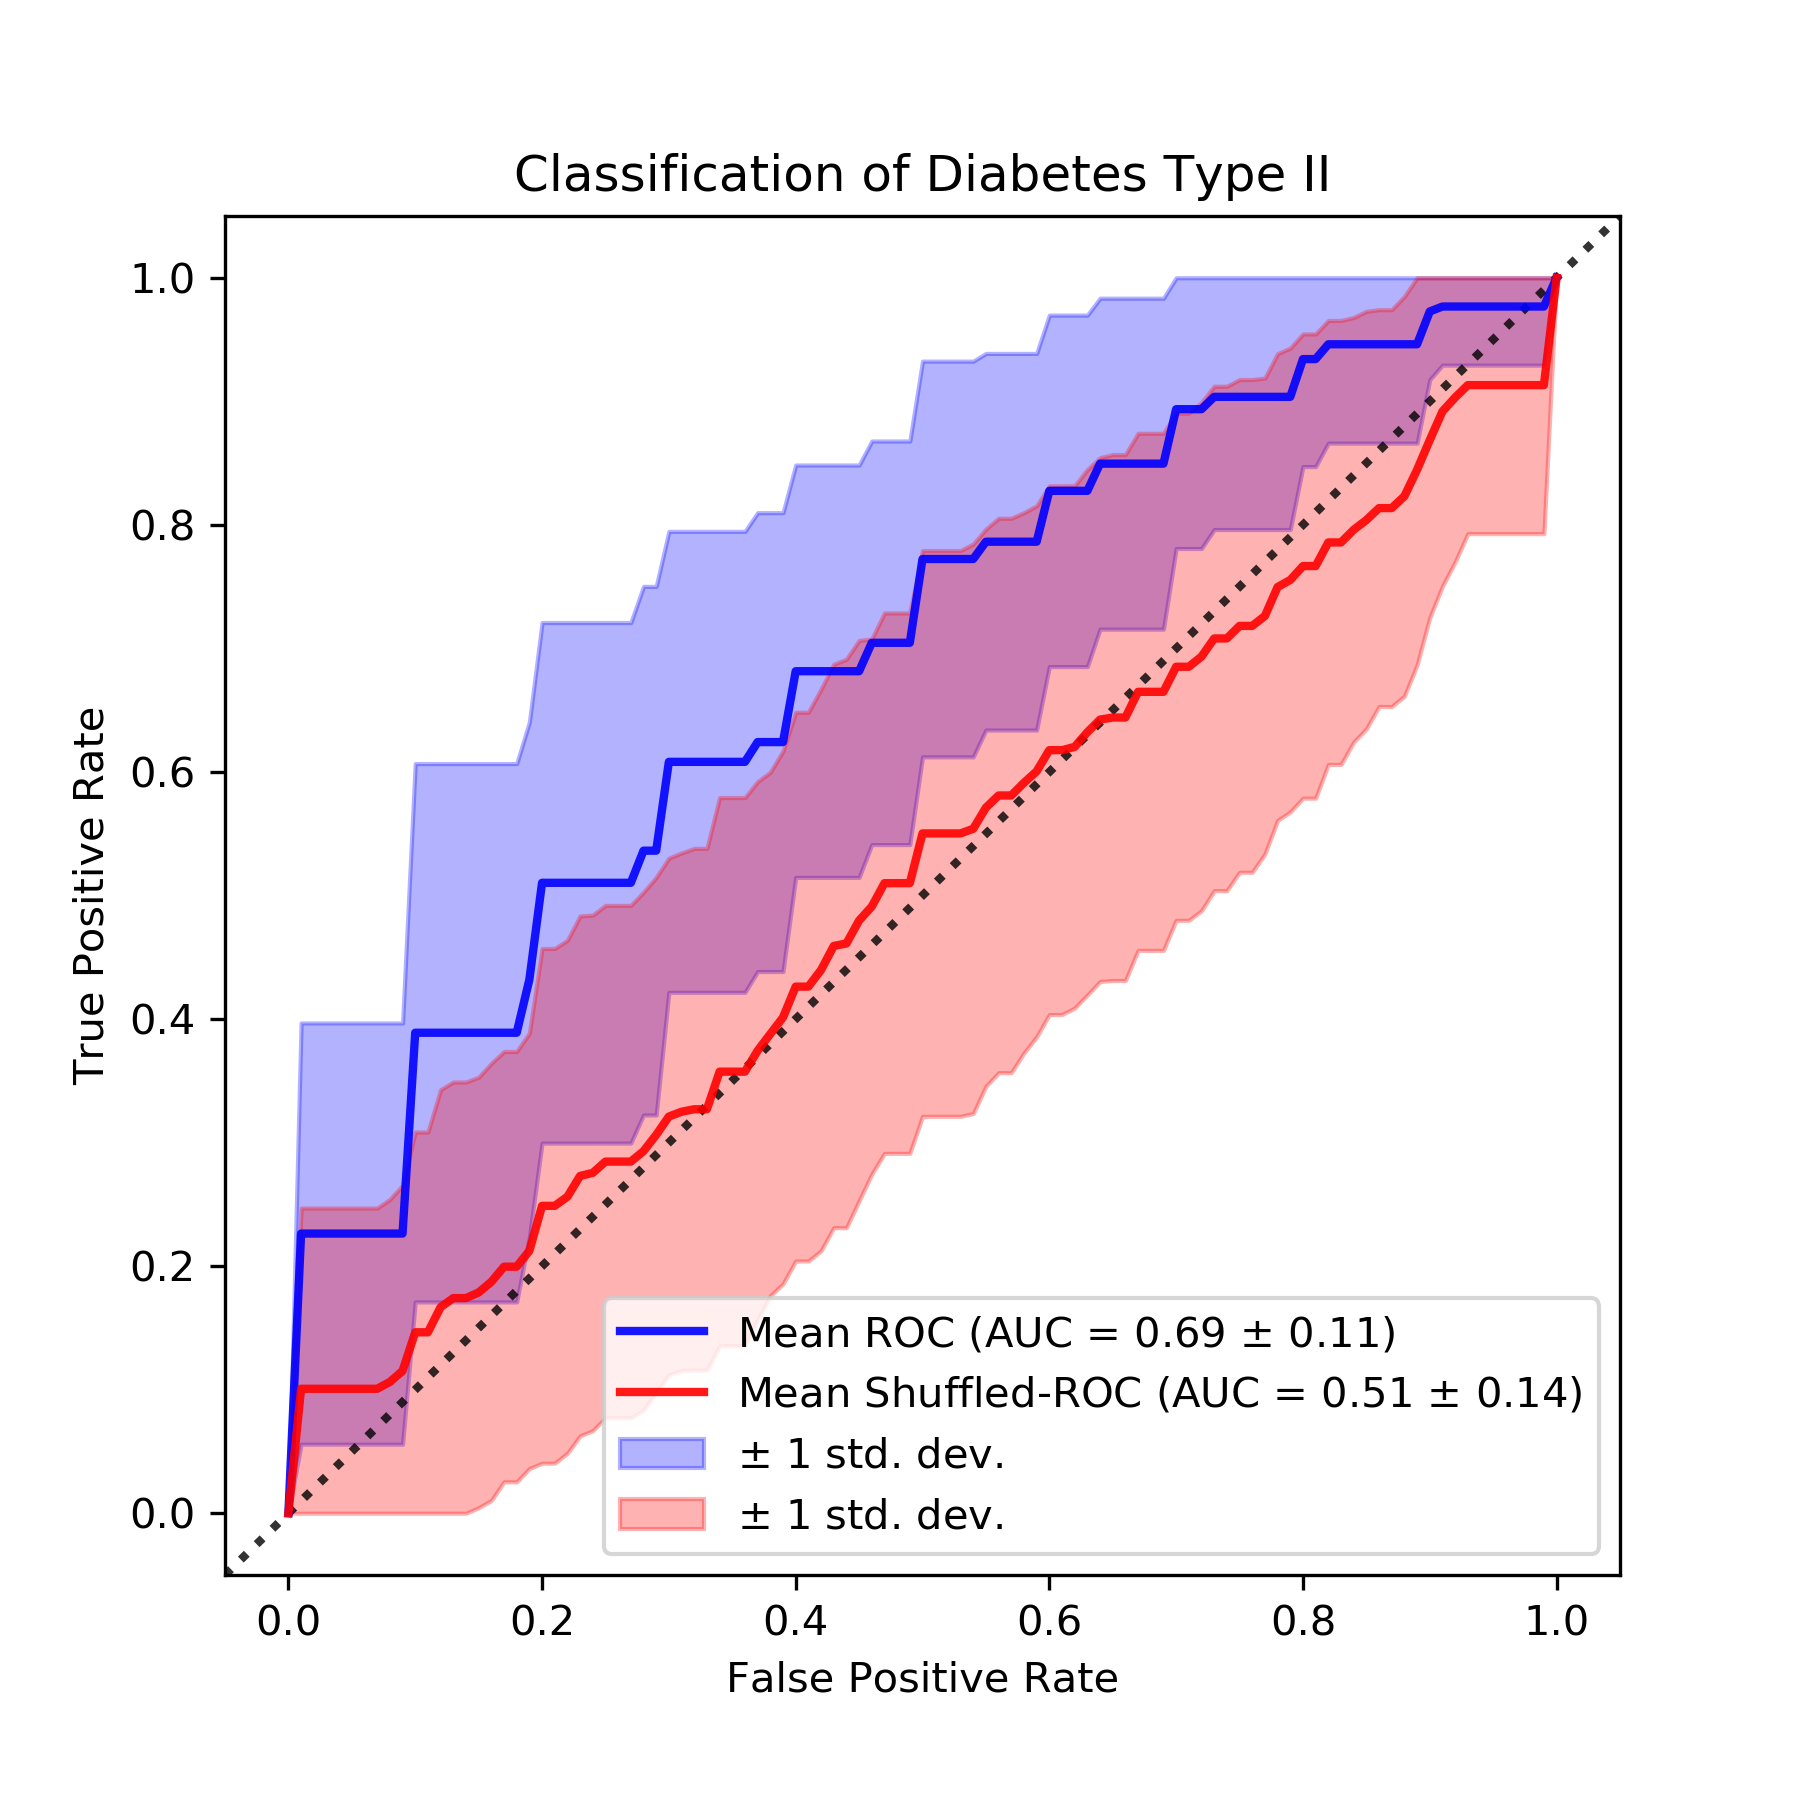 Classification of Diabetes Type II
1.0
0.8
0.6
0.4
0.2
0.0
True Positive Rate
Mean ROC (AUC = 0.69 ± 0.11)
Mean Shuffled-ROC (AUC = 0.51 ± 0.14)
± 1 std. dev.
± 1 std. dev.
0.0 0.2 0.4 0.6 0.8 1.0
False Positive Rate